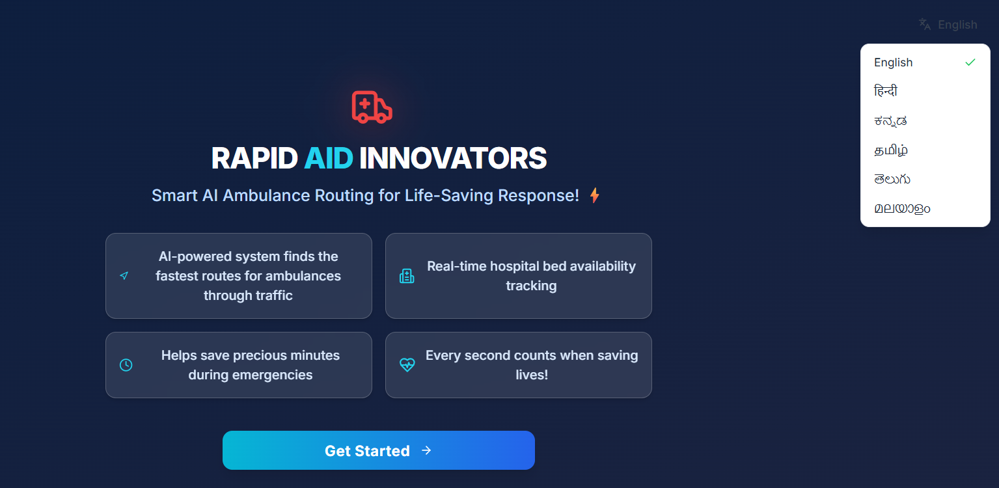 English
English
हिन्दी
ಕನ್ನಡ
தமிழ்
తెలుగు
മലയാളം
RAPID AID INNOVATORS
Smart AI Ambulance Routing for Life-Saving Response! ⚡
AI-powered system finds the
fastest routes for ambulances
through traffic
Real-time hospital bed availability
tracking
Helps save precious minutes
during emergencies
Every second counts when saving
lives!
Get Started →